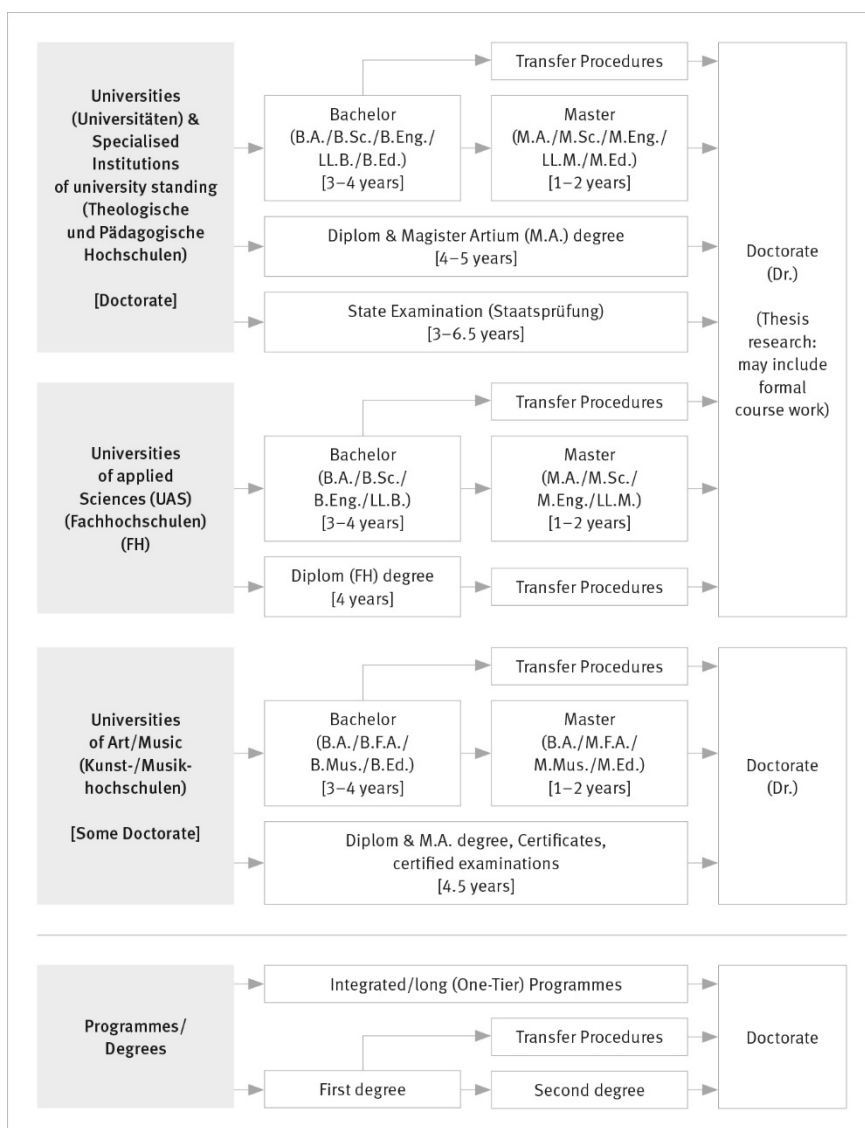 Universities
(Universitäten) &
Specialised
Institutions
of university standing
(Theologische
und Pädagogische
Hochschulen)
[Doctorate]
Transfer Procedures
Bachelor
(B.A./B.Sc./B.Eng./
LL.B./B.Ed.)
[3–4 years]
Master
(M.A./M.Sc./M.Eng./
LL.M./M.Ed.)
[1–2 years]
Diplom & Magister Artium (M.A.) degree
[4–5 years]
State Examination (Staatsprüfung)
[3–6.5 years]
Doctorate
(Dr.)
(Thesis
research:
may include
formal
course work)
Universities
of applied
Sciences (UAS)
(Fachhochschulen)
(FH)
Transfer Procedures
Bachelor
(B.A./B.Sc./
B.Eng./LL.B.)
[3–4 years]
Master
(M.A./M.Sc./
M.Eng./LL.M.)
[1–2 years]
Diplom (FH) degree
[4 years]
Transfer Procedures
Universities
of Art/Music
(Kunst-/Musik-
hochschulen)
[Some Doctorate]
Transfer Procedures
Bachelor
(B.A./B.F.A./
B.Mus./B.Ed.)
[3–4 years]
Master
(B.A./M.F.A./
M.Mus./M.Ed.)
[1–2 years]
Diplom & M.A. degree, Certificates,
certified examinations
[4.5 years]
Doctorate
(Dr.)
Programmes/
Degrees
Integrated/long (One-Tier) Programmes
Transfer Procedures
First degree
Second degree
Doctorate